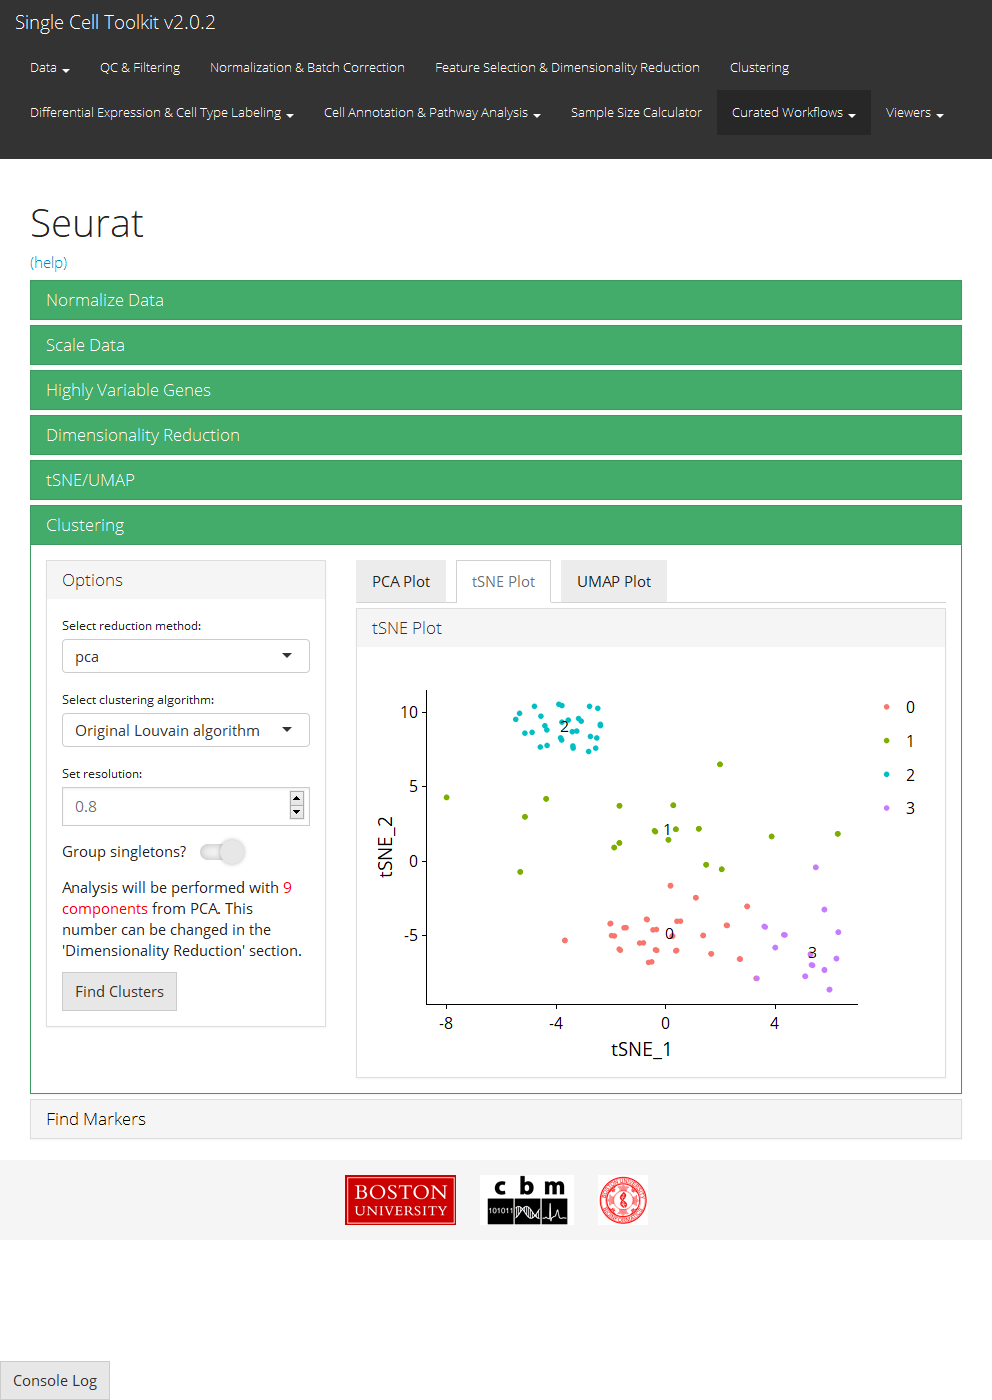 Single Cell Toolkit v2.0.2
Data
QC & Filtering
Normalization & Batch Correction
Feature Selection & Dimensionality Reduction
Clustering
Differential Expression & Cell Type Labeling
Cell Annotation & Pathway Analysis
Sample Size Calculator
Curated Workflows
Viewers
Seurat
(help)
Normalize Data
Scale Data
Highly Variable Genes
Dimensionality Reduction
tSNE/UMAP
Clustering
Options
Select reduction method:
pca
Select clustering algorithm:
Original Louvain algorithm
Set resolution:
0.8
Group singletons?
Analysis will be performed with 9
components from PCA. This
number can be changed in the
'Dimensionality Reduction' section.
Find Clusters
PCA Plot
tSNE Plot
UMAP Plot
tSNE Plot
10
5
0
-5
tSNE_2
2
1
0
3
0
1
2
3
-8
-4
0
4
tSNE_1
Find Markers
BOSTON
UNIVERSITY
cbm
101011
Console Log